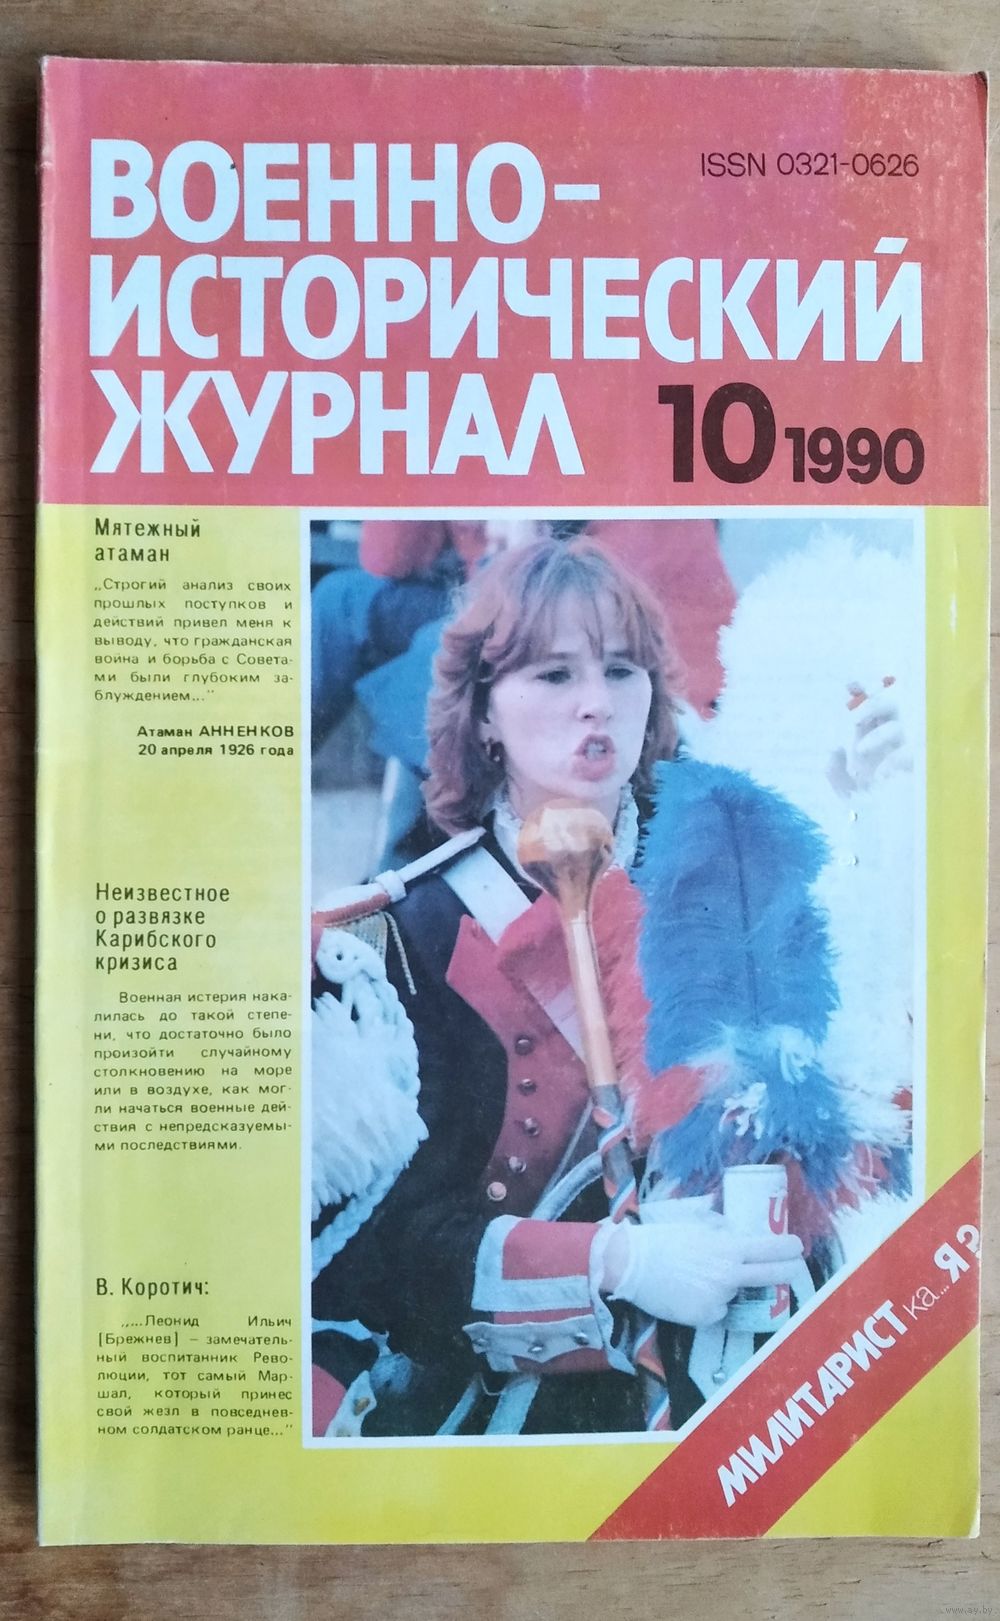 ВОЕННО-
ISSN 0321-0626
ИСТОРИЧЕСКИЙ
ЖУРНАЛ 10 1990
Мятежный
атаман
„Строгий анализ своих
прошлых поступков и
действий привел меня к
выводу, что гражданская
война и борьба с Совета-
ми были глубоким за-
блуждением..."
Атаман АННЕНКОВ
20 апреля 1926 года
Неизвестное
о развязке
Карибского
кризиса
Военная истерия нака-
лилась до такой степе-
ни, что достаточно было
произойти случайному
столкновению на море
или в воздухе, как мог-
ли начаться военные дей-
ствия с непредсказуемы-
ми последствиями.
В. Коротич:
„...Леонид Ильич
[Брежнев] – замечатель-
ный воспитанник Рево-
люции, тот самый Мар-
шал, который принес
свой жезл в повседнев-
ном солдатском ранце..."
МИЛИТАРИСТка...Я?
www.ay.by